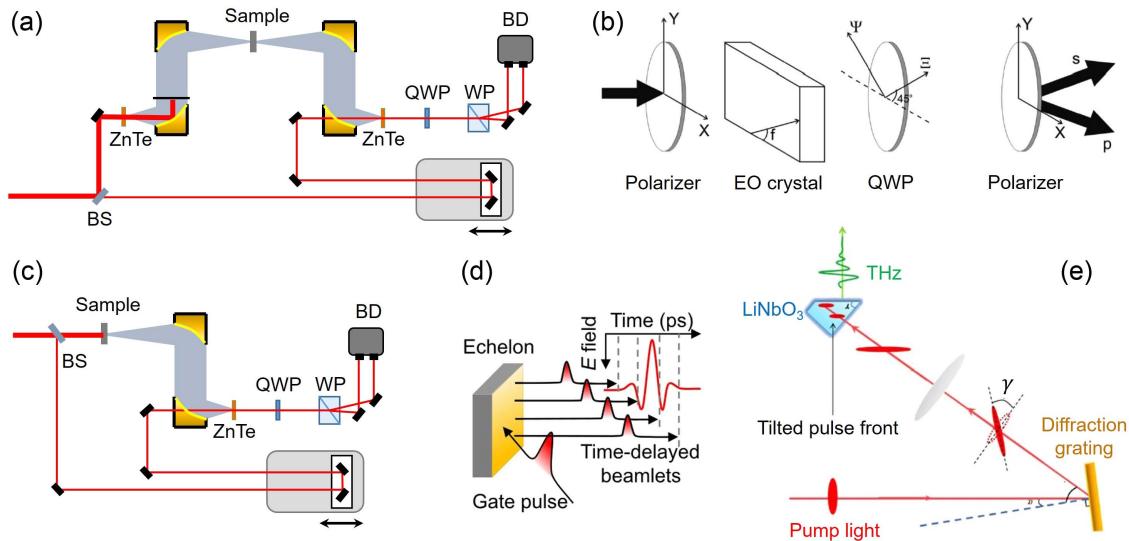 (a)
Sample
BD
QWP
WP
ZnTe
ZnTe
BS
(b)
Y
X
Polarizer
f
EO crystal
Ψ
Ξ
45°
QWP
Y
X
s
p
Polarizer
(c)
Sample
BS
BD
QWP
WP
ZnTe
(d)
Echelon
E field
Time (ps)
Time-delayed
beamlets
Gate pulse
(e)
THz
LiNbO3
Tilted pulse front
γ
Diffraction
grating
Pump light